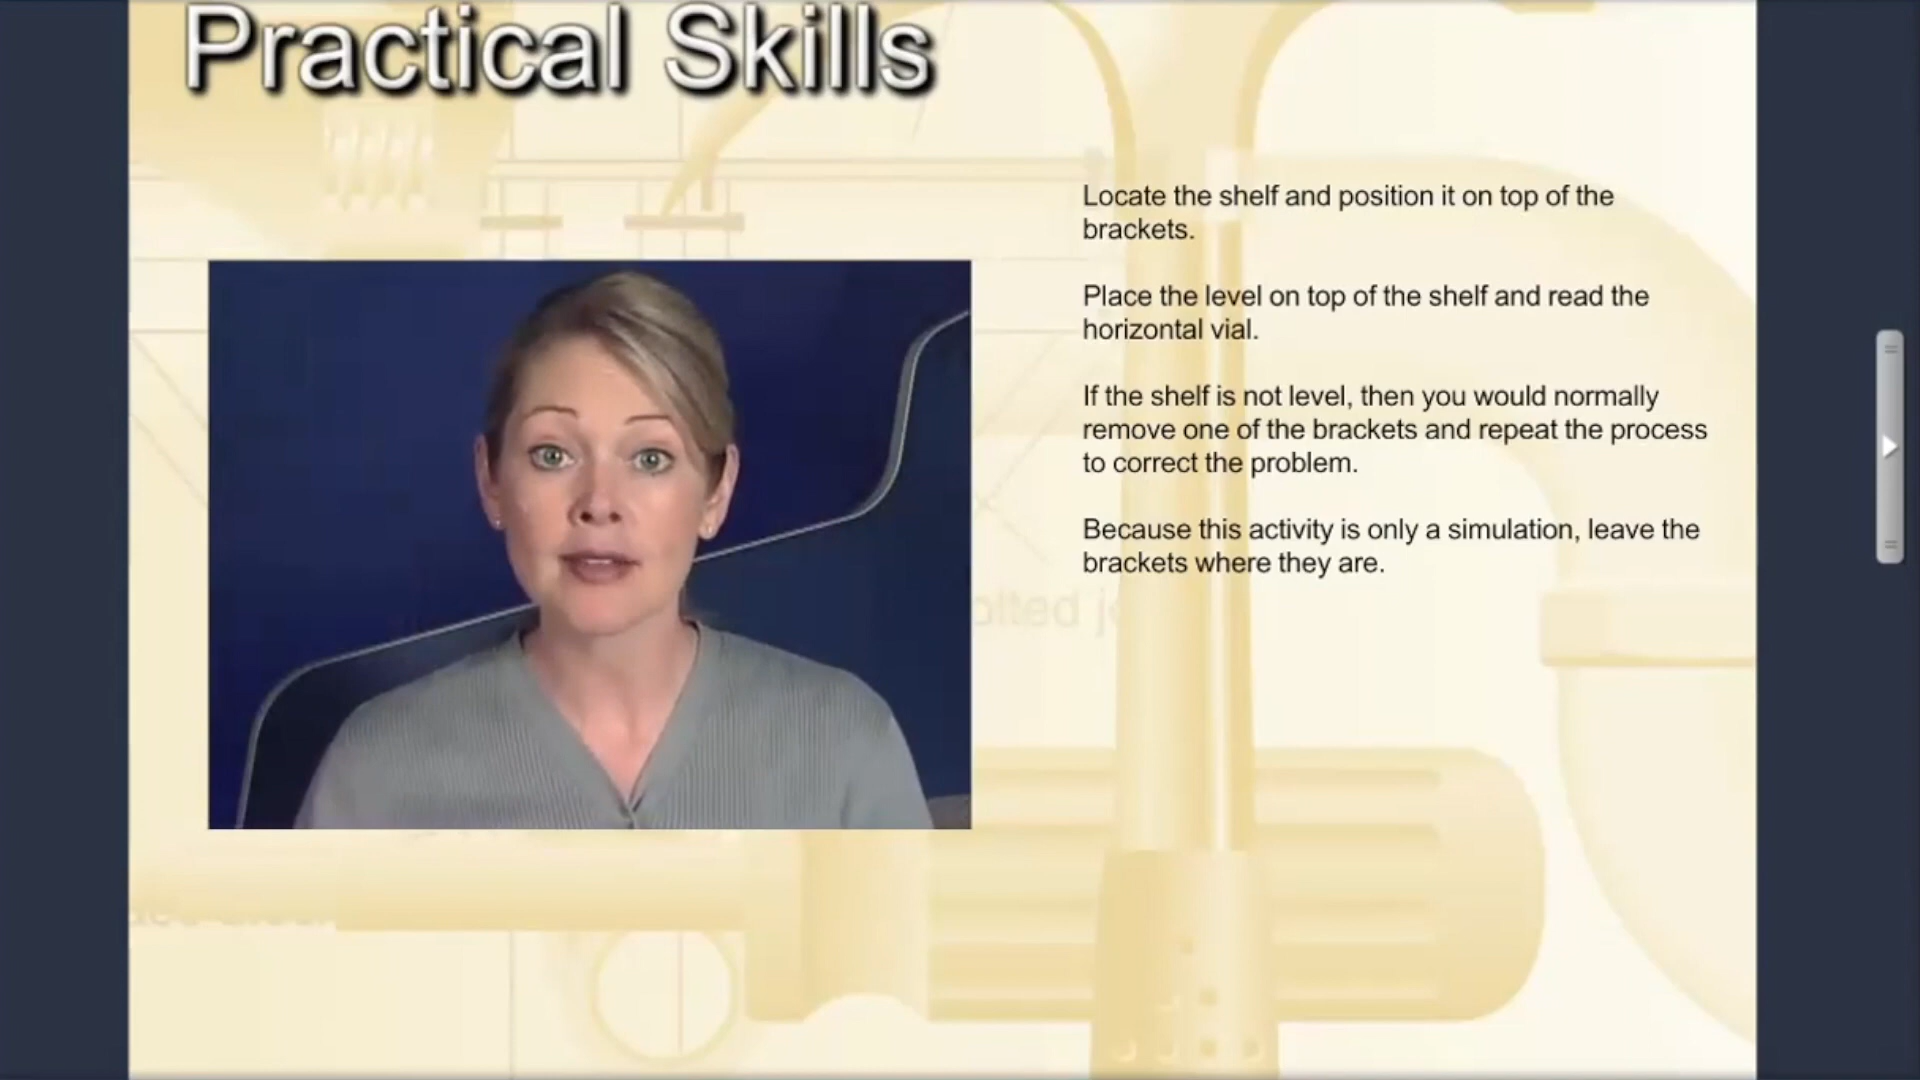 Practical Skills
Locate the shelf and position it on top of the
brackets.
Place the level on top of the shelf and read the
horizontal vial.
If the shelf is not level, then you would normally
remove one of the brackets and repeat the process
to correct the problem.
Because this activity is only a simulation, leave the
brackets where they are.